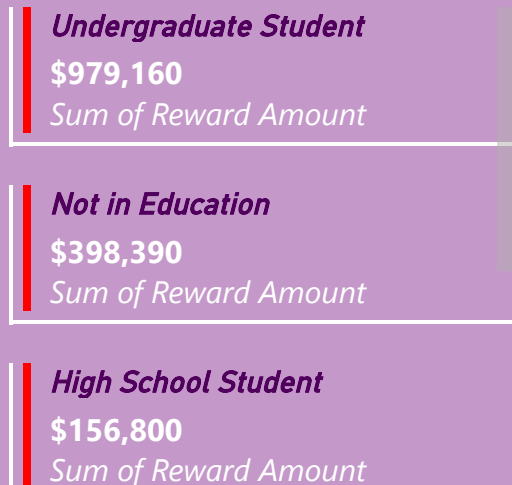 Undergraduate Student
$979,160
Sum of Reward Amount
Not in Education
$398,390
Sum of Reward Amount
High School Student
$156,800
Sum of Reward Amount